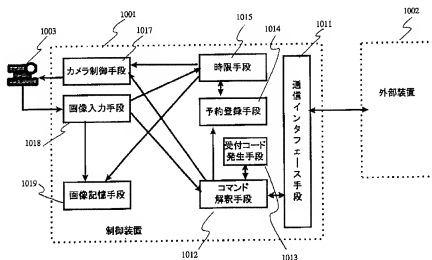 1001
1002
1003
1017
1015
1014
1011
カメラ制御手段
時限手段
画像入力手段
予約登録手段
通信インタフェース手段
外部装置
1018
受付コード
発生手段
画像記憶手段
コマンド
解釈手段
1019
制御装置
1012
1013